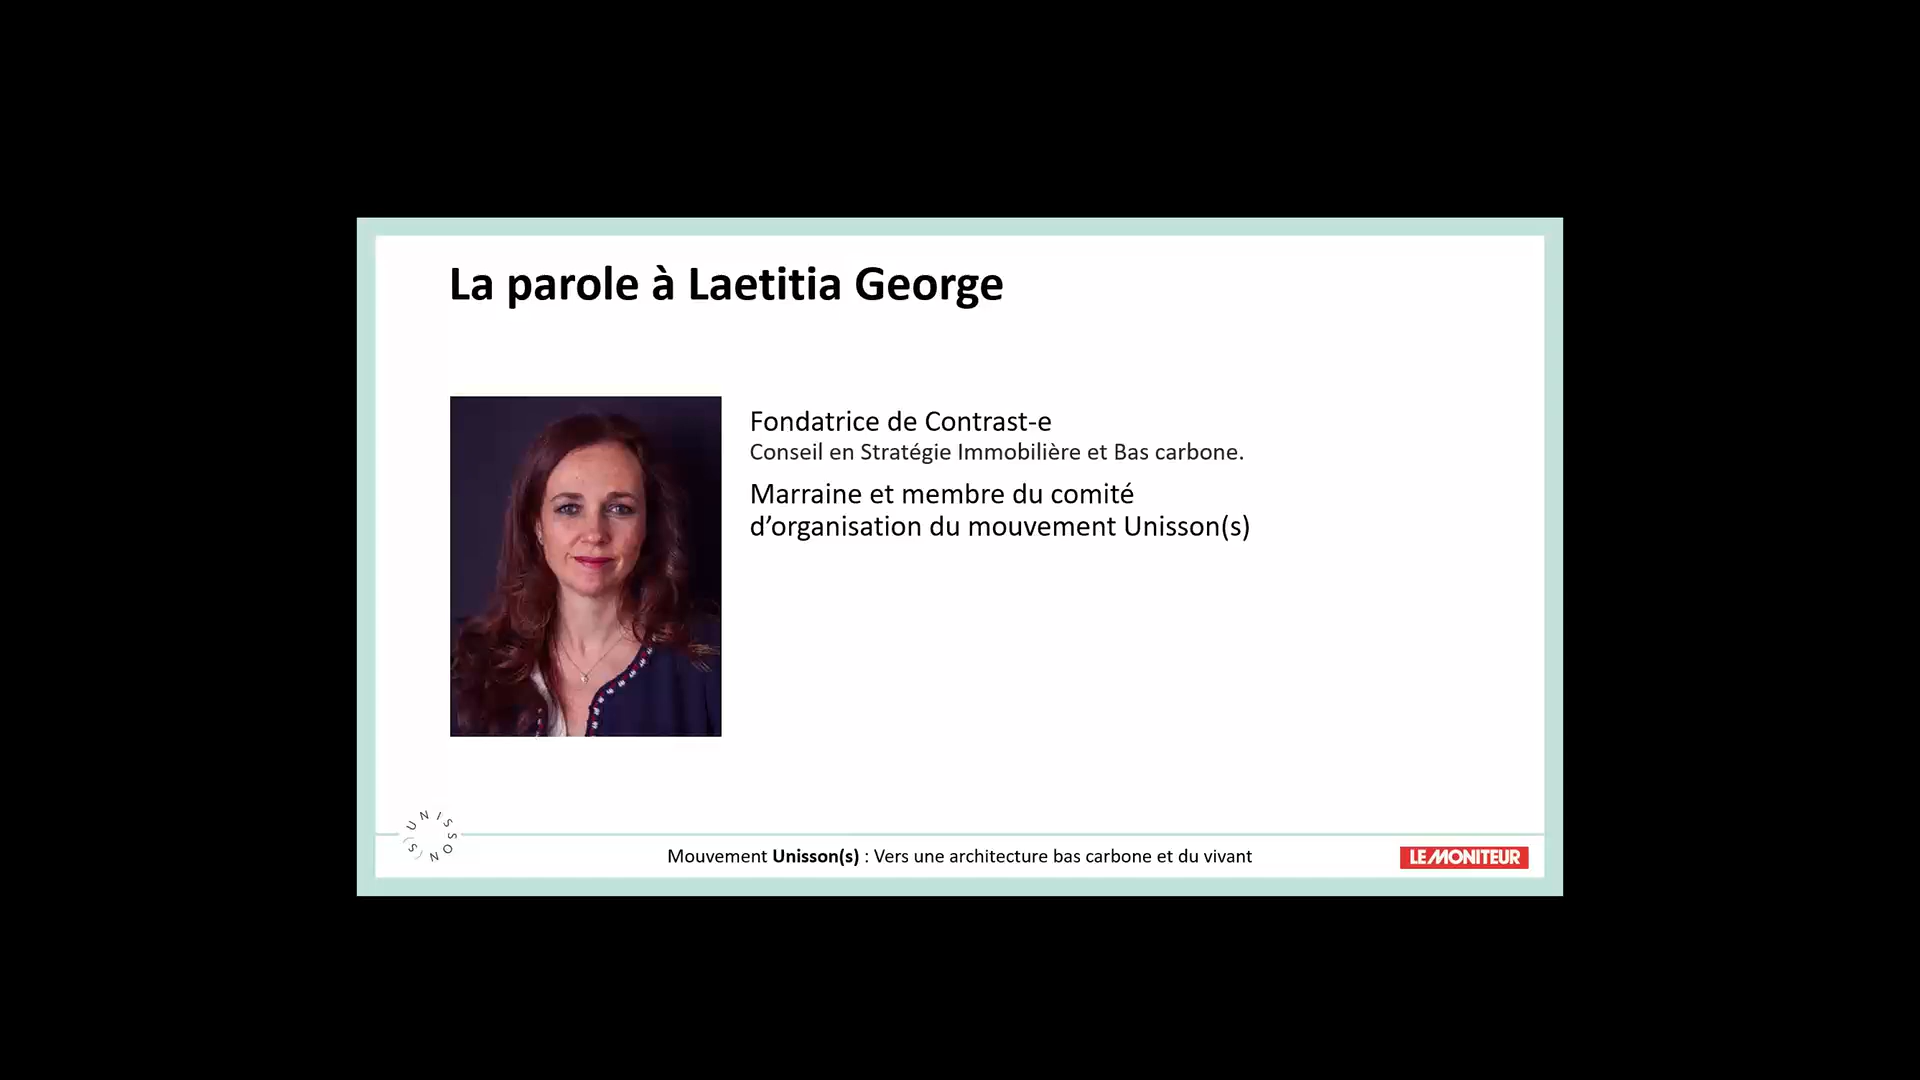 La parole à Laetitia George
Fondatrice de Contrast-e
Conseil en Stratégie Immobilière et Bas carbone.
Marraine et membre du comité
d’organisation du mouvement Unisson(s)
UNISSON(S)
Mouvement Unisson(s) : Vers une architecture bas carbone et du vivant
LE MONITEUR